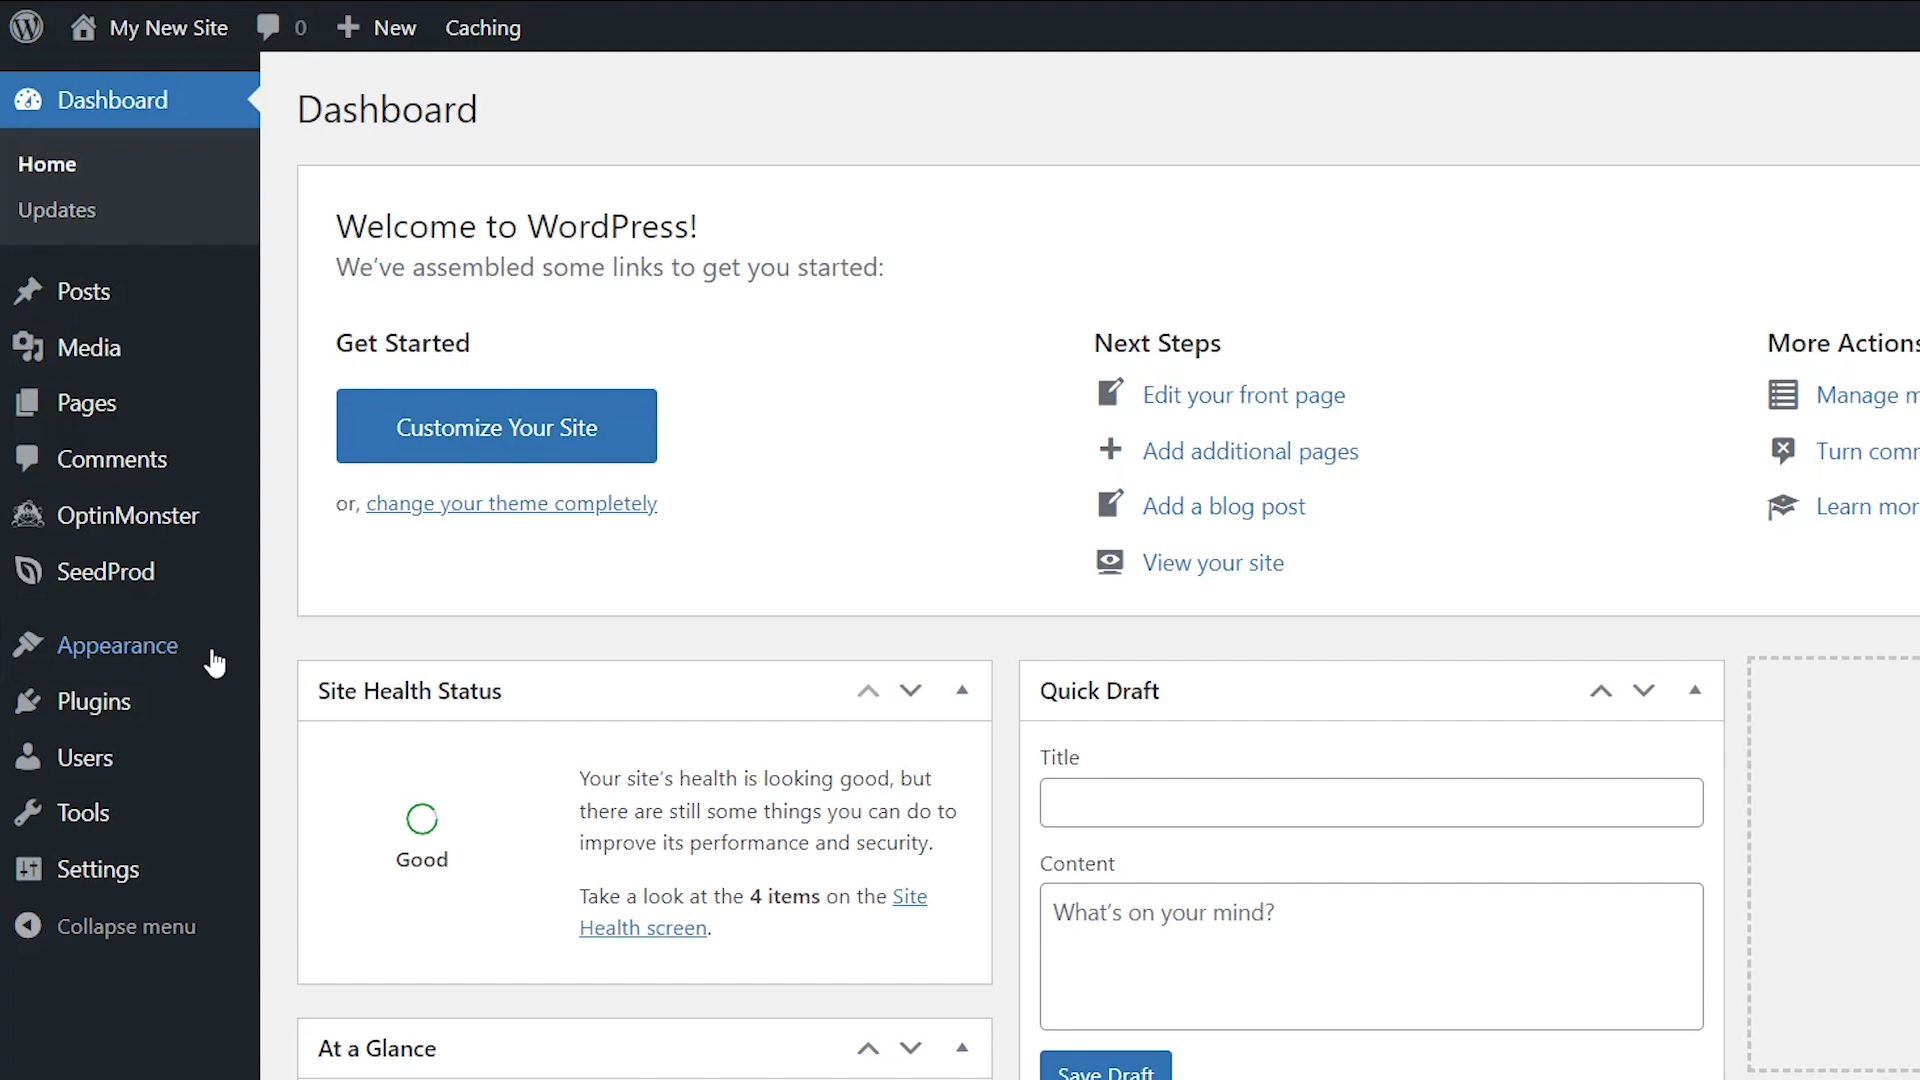 My New Site 0 New Caching
Dashboard
Home
Updates
Posts
Media
Pages
Comments
OptinMonster
SeedProd
Appearance
Plugins
Users
Tools
Settings
Collapse menu
Dashboard
Welcome to WordPress!
We've assembled some links to get you started:
Get Started
Customize Your Site
or, change your theme completely
Next Steps
Edit your front page
Add additional pages
Add a blog post
View your site
More Actions
Manage
Turn
Learn
Site Health Status
Good
Your site's health is looking good, but
there are still some things you can do to
improve its performance and security.
Take a look at the 4 items on the Site
Health screen.
At a Glance
Quick Draft
Title
Content
What's on your mind?
Save Draft